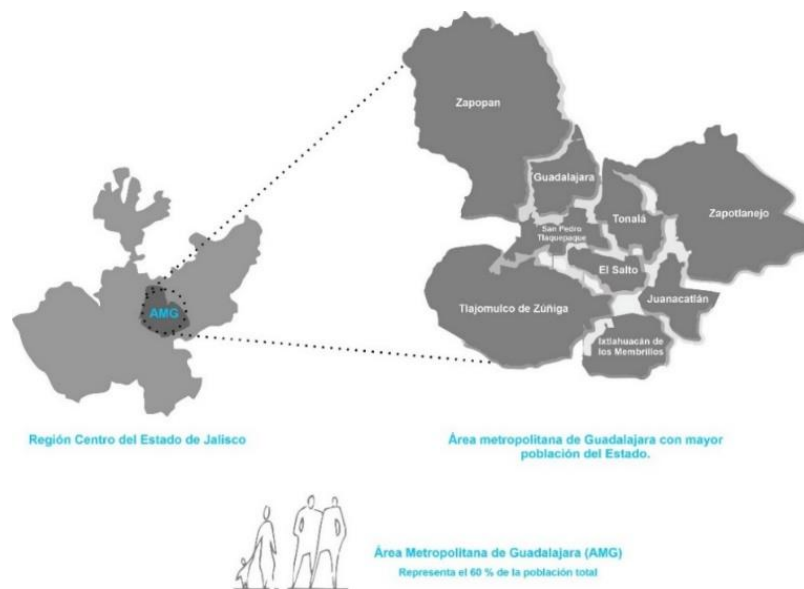 Zapopan
Guadalajara
Zapotlanejo
Tonalá
San Pedro
Tlaquepaque
El Salto
AMG
Tlajomulco de Zúñiga
Juanacatlán
Ixtlahuacán de
los Membrillos
Región Centro del Estado de Jalisco
Área metropolitana de Guadalajara con mayor
población del Estado.
Área Metropolitana de Guadalajara (AMG)
Representa el 60 % de la población total